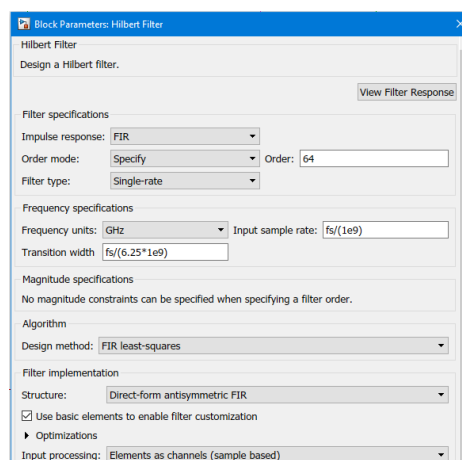 Block Parameters: Hilbert Filter
Hilbert Filter
Design a Hilbert filter.
View Filter Response
Filter specifications
Impulse response: FIR
Order mode: Specify Order: 64
Filter type: Single-rate
Frequency specifications
Frequency units: GHz Input sample rate: fs/(1e9)
Transition width fs/(6.25*1e9)
Magnitude specifications
No magnitude constraints can be specified when specifying a filter order.
Algorithm
Design method: FIR least-squares
Filter implementation
Structure: Direct-form antisymmetric FIR
Use basic elements to enable filter customization
Optimizations
Input processing: Elements as channels (sample based)